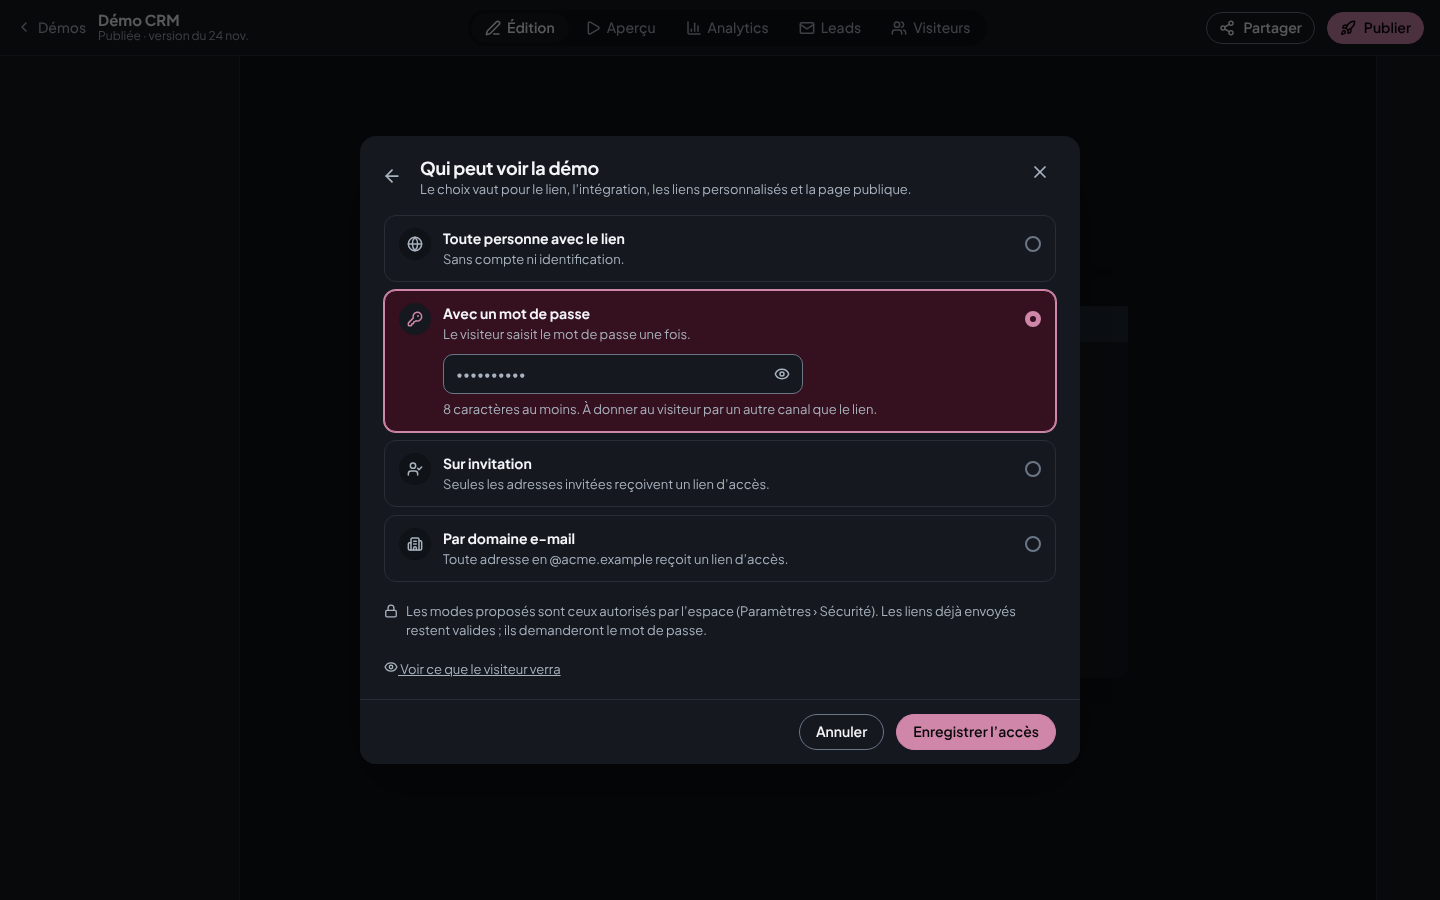 Démos
Démo CRM
Publiée · version du 24 nov.
Édition
Aperçu
Analytics
Leads
Visiteurs
Partager
Publier
Qui peut voir la démo
Le choix vaut pour le lien, l’intégration, les liens personnalisés et la page publique.
Toute personne avec le lien
Sans compte ni identification.
Avec un mot de passe
Le visiteur saisit le mot de passe une fois.
••••••••••
8 caractères au moins. À donner au visiteur par un autre canal que le lien.
Sur invitation
Seules les adresses invitées reçoivent un lien d’accès.
Par domaine e-mail
Toute adresse en @acme.example reçoit un lien d’accès.
Les modes proposés sont ceux autorisés par l’espace (Paramètres › Sécurité). Les liens déjà envoyés
restent valides ; ils demanderont le mot de passe.
Voir ce que le visiteur verra
Annuler
Enregistrer l’accès